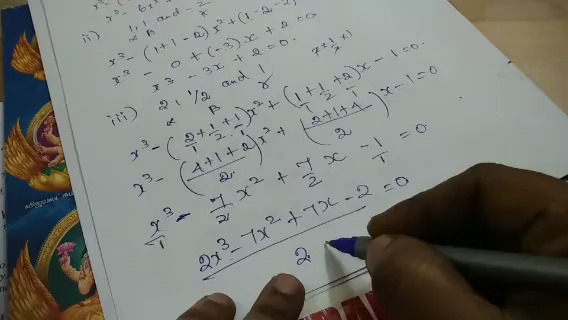 ii) 1, 1 and -2
α β γ
x³ - (1+1-2)x² + (1-2-2)
x³ - 0 + (-3)x + 2 = 0
x³ - 3x + 2 = 0.
iii) 2, 1/2 and 1
α β γ
x³ - (2/1 + 1/2 + 1/1)x² + (1/1 + 1/2 + 2/1)x - 1 = 0.
x³ - ((4+1+2)/2)x² + ((2+1+4)/2)x - 1 = 0
x³/1 - 7/2 x² + 7/2 x - 1/1 = 0
2x³ - 7x² + 7x - 2 = 0
2